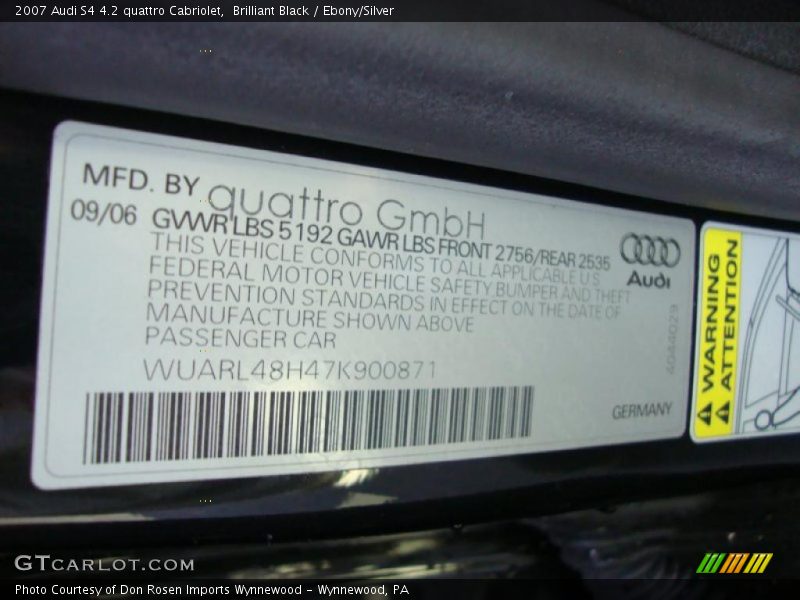 2007 Audi S4 4.2 quattro Cabriolet,  Brilliant Black / Ebony/Silver
MFD. BY quattro GmbH
09/06 GVWR LBS 5192 GAWR LBS FRONT 2756/REAR 2535
THIS VEHICLE CONFORMS TO ALL APPLICABLE U.S.
FEDERAL MOTOR VEHICLE SAFETY BUMPER AND THEFT
PREVENTION STANDARDS IN EFFECT ON THE DATE OF
MANUFACTURE SHOWN ABOVE
PASSENGER CAR
WUARL48H47K900871
Audi
4044029
GERMANY
WARNING
ATTENTION
GTCARLOT.COM
Photo Courtesy of Don Rosen Imports Wynnewood - Wynnewood, PA